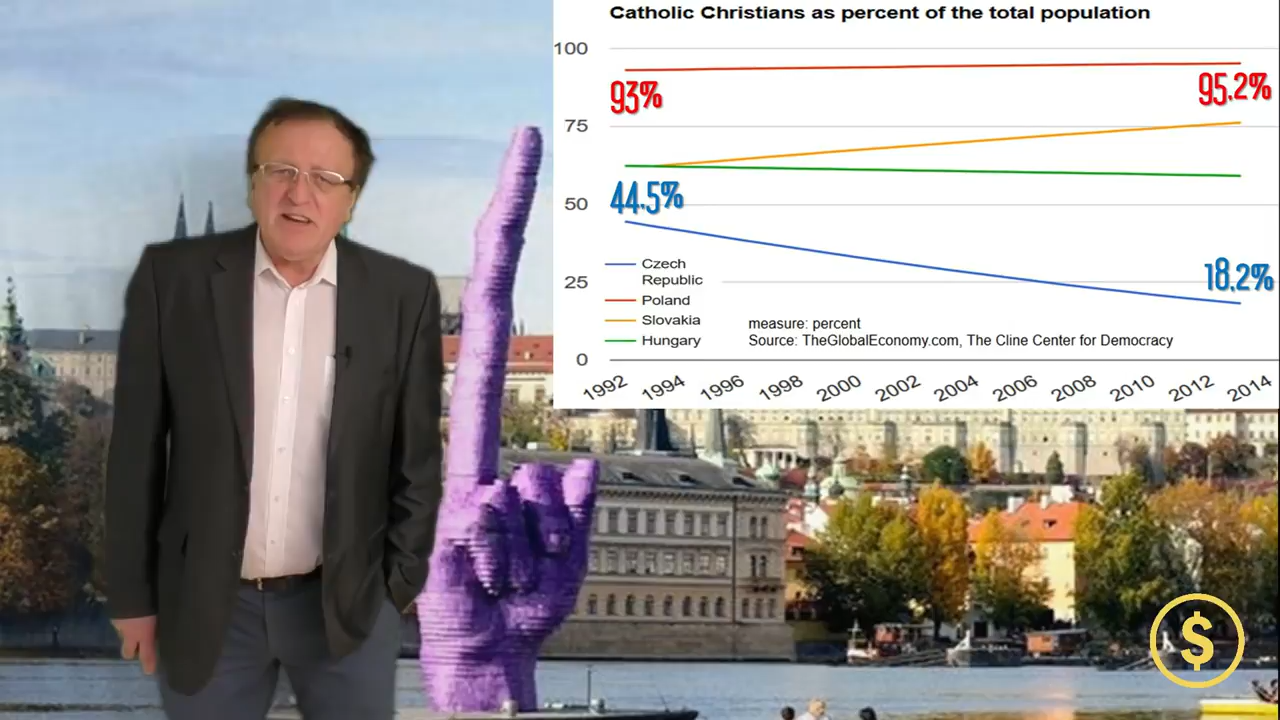 Catholic Christians as percent of the total population
100
93%
95.2%
75
44.5%
50
Czech
Republic
25
18,2%
Poland
Slovakia
measure: percent
Hungary
Source: TheGlobalEconomy.com, The Cline Center for Democracy
0
1992 1994 1996 1998 2000 2002 2004 2006 2008 2010 2012 2014
$